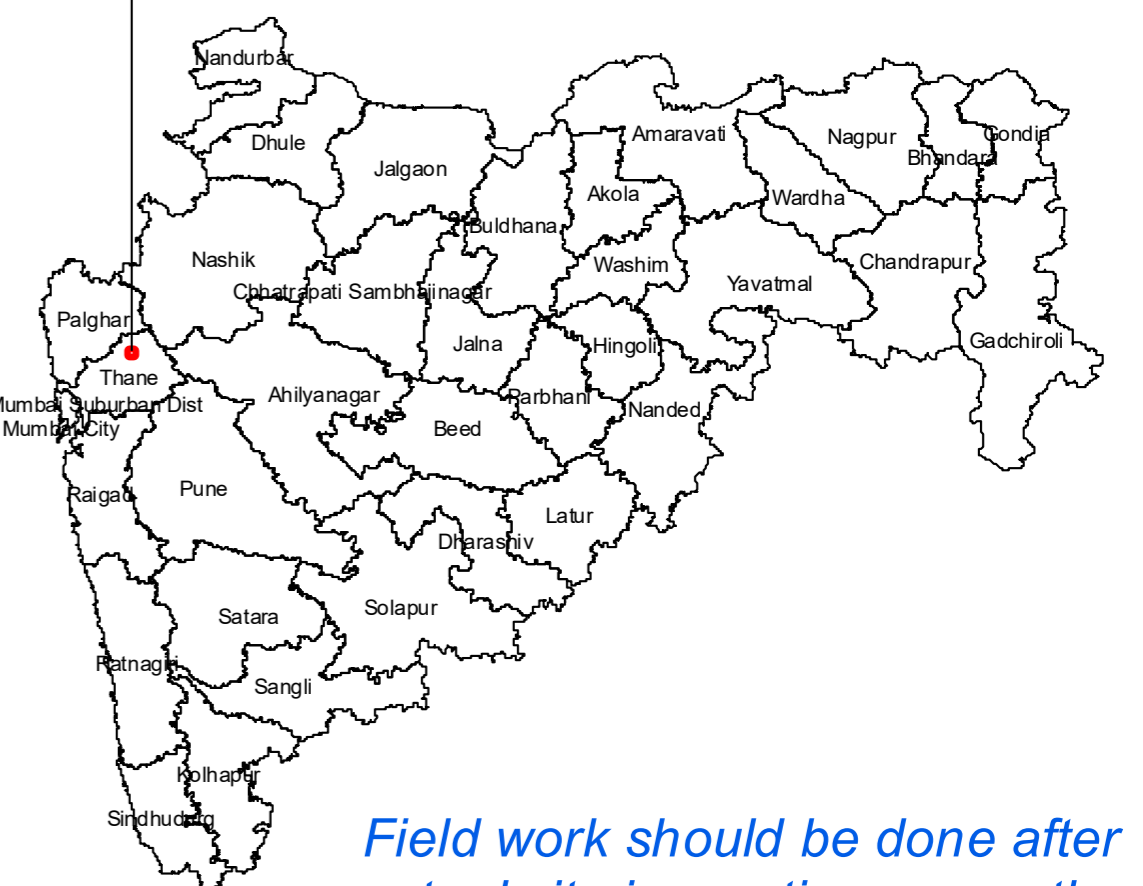 Nandurbar
Dhule
Jalgaon
Amaravati
Nagpur
Gondia
Bhandara
Akola
Wardha
Buldhana
Nashik
Washim
Chandrapur
Yavatmal
Chhatrapati Sambhajinagar
Palghar
Jalna
Hingoli
Gadchiroli
Thane
Ahilyanagar
Parbhani
Mumbai Suburban Dist
Nanded
Mumbai City
Beed
Raigad
Pune
Latur
Dharashiv
Solapur
Satara
Ratnagiri
Sangli
Kolhapur
Sindhudurg
Field work should be done after